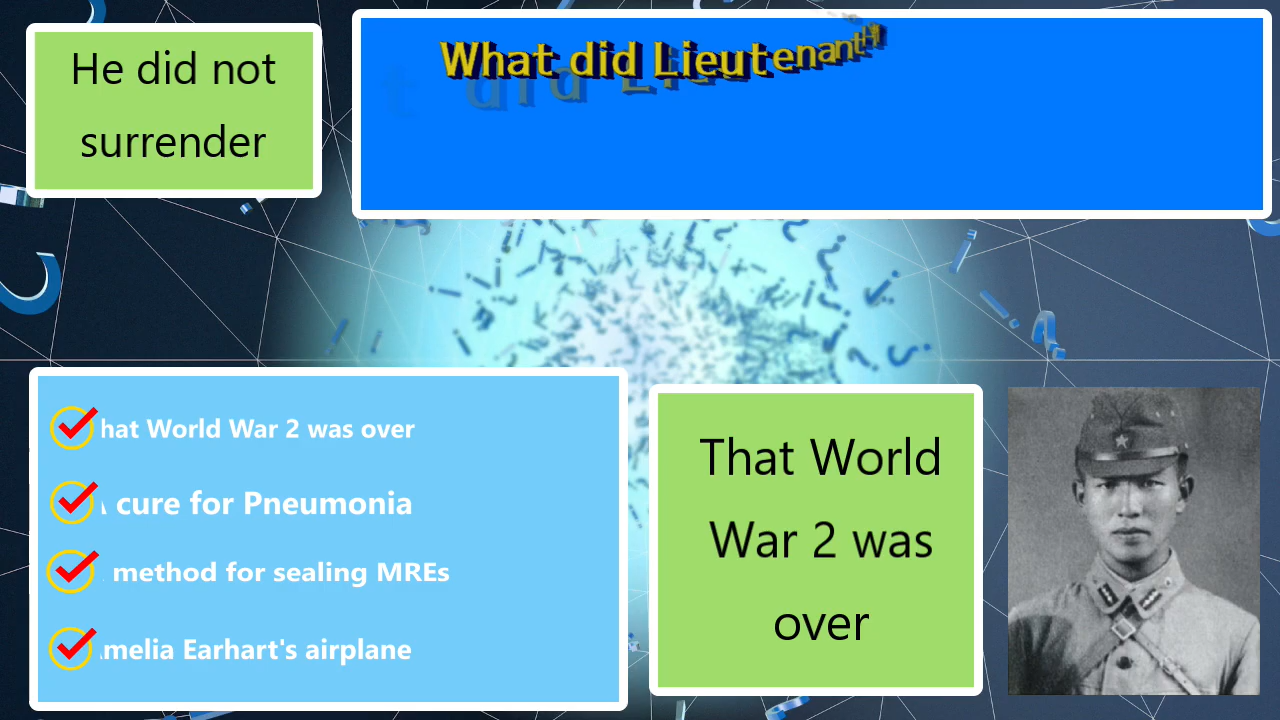 He did not
surrender
What did Lieutenant H
hat World War 2 was over
cure for Pneumonia
method for sealing MREs
melia Earhart's airplane
That World
War 2 was
over